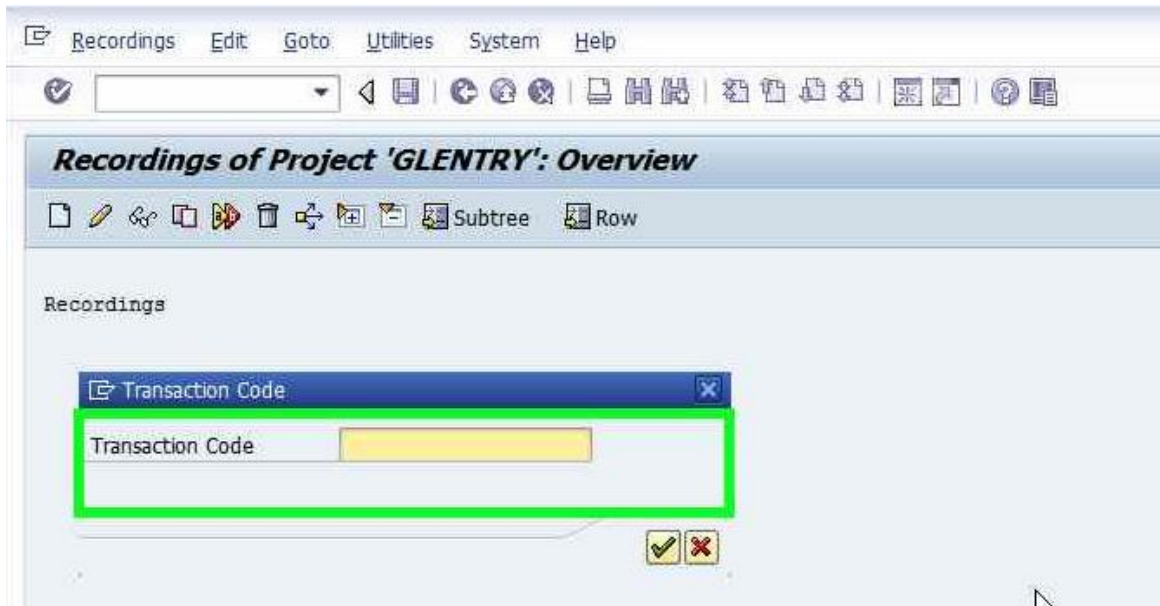 Recordings Edit Goto Utilities System Help
Recordings of Project 'GLENTRY': Overview
Subtree Row
Recordings
Transaction Code
Transaction Code